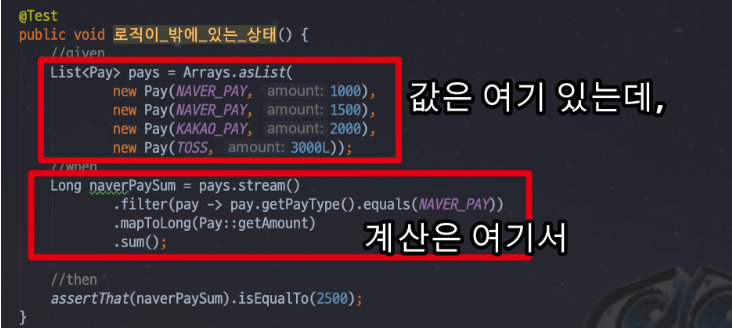 @Test
public void 로직이_밖에_있는_상태() {
//given
List<Pay> pays = Arrays.asList(
new Pay(NAVER_PAY, amount: 1000),
new Pay(NAVER_PAY, amount: 1500),
new Pay(KAKAO_PAY, amount: 2000),
new Pay(TOSS, amount: 3000L));
값은 여기 있는데,
//when
Long naverPaySum = pays.stream()
.filter(pay -> pay.getPayType().equals(NAVER_PAY))
.mapToLong(Pay::getAmount)
.sum();
계산은 여기서
//then
assertThat(naverPaySum).isEqualTo(2500);
}